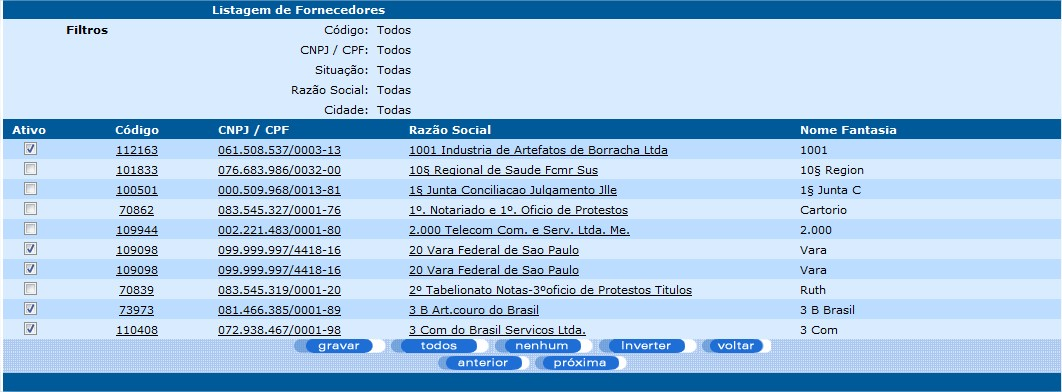 Listagem de Fornecedores
Filtros Código: Todos
CNPJ / CPF: Todos
Situação: Todas
Razão Social: Todas
Cidade: Todas
Ativo Código CNPJ / CPF Razão Social Nome Fantasia
112163 061.508.537/0003-13 1001 Industria de Artefatos de Borracha Ltda 1001
101833 076.683.986/0032-00 10§ Regional de Saude Fcmr Sus 10§ Region
100501 000.509.968/0013-81 1§ Junta Conciliacao Julgamento Jlle 1§ Junta C
70862 083.545.327/0001-76 1º. Notariado e 1º. Oficio de Protestos Cartorio
109944 002.221.483/0001-80 2.000 Telecom Com. e Serv. Ltda. Me. 2.000
109098 099.999.997/4418-16 20 Vara Federal de Sao Paulo Vara
109098 099.999.997/4418-16 20 Vara Federal de Sao Paulo Vara
70839 083.545.319/0001-20 2º Tabelionato Notas-3ºoficio de Protestos Titulos Ruth
73973 081.466.385/0001-89 3 B Art.couro do Brasil 3 B Brasil
110408 072.938.467/0001-98 3 Com do Brasil Servicos Ltda. 3 Com
gravar todos nenhum Inverter voltar
anterior próxima